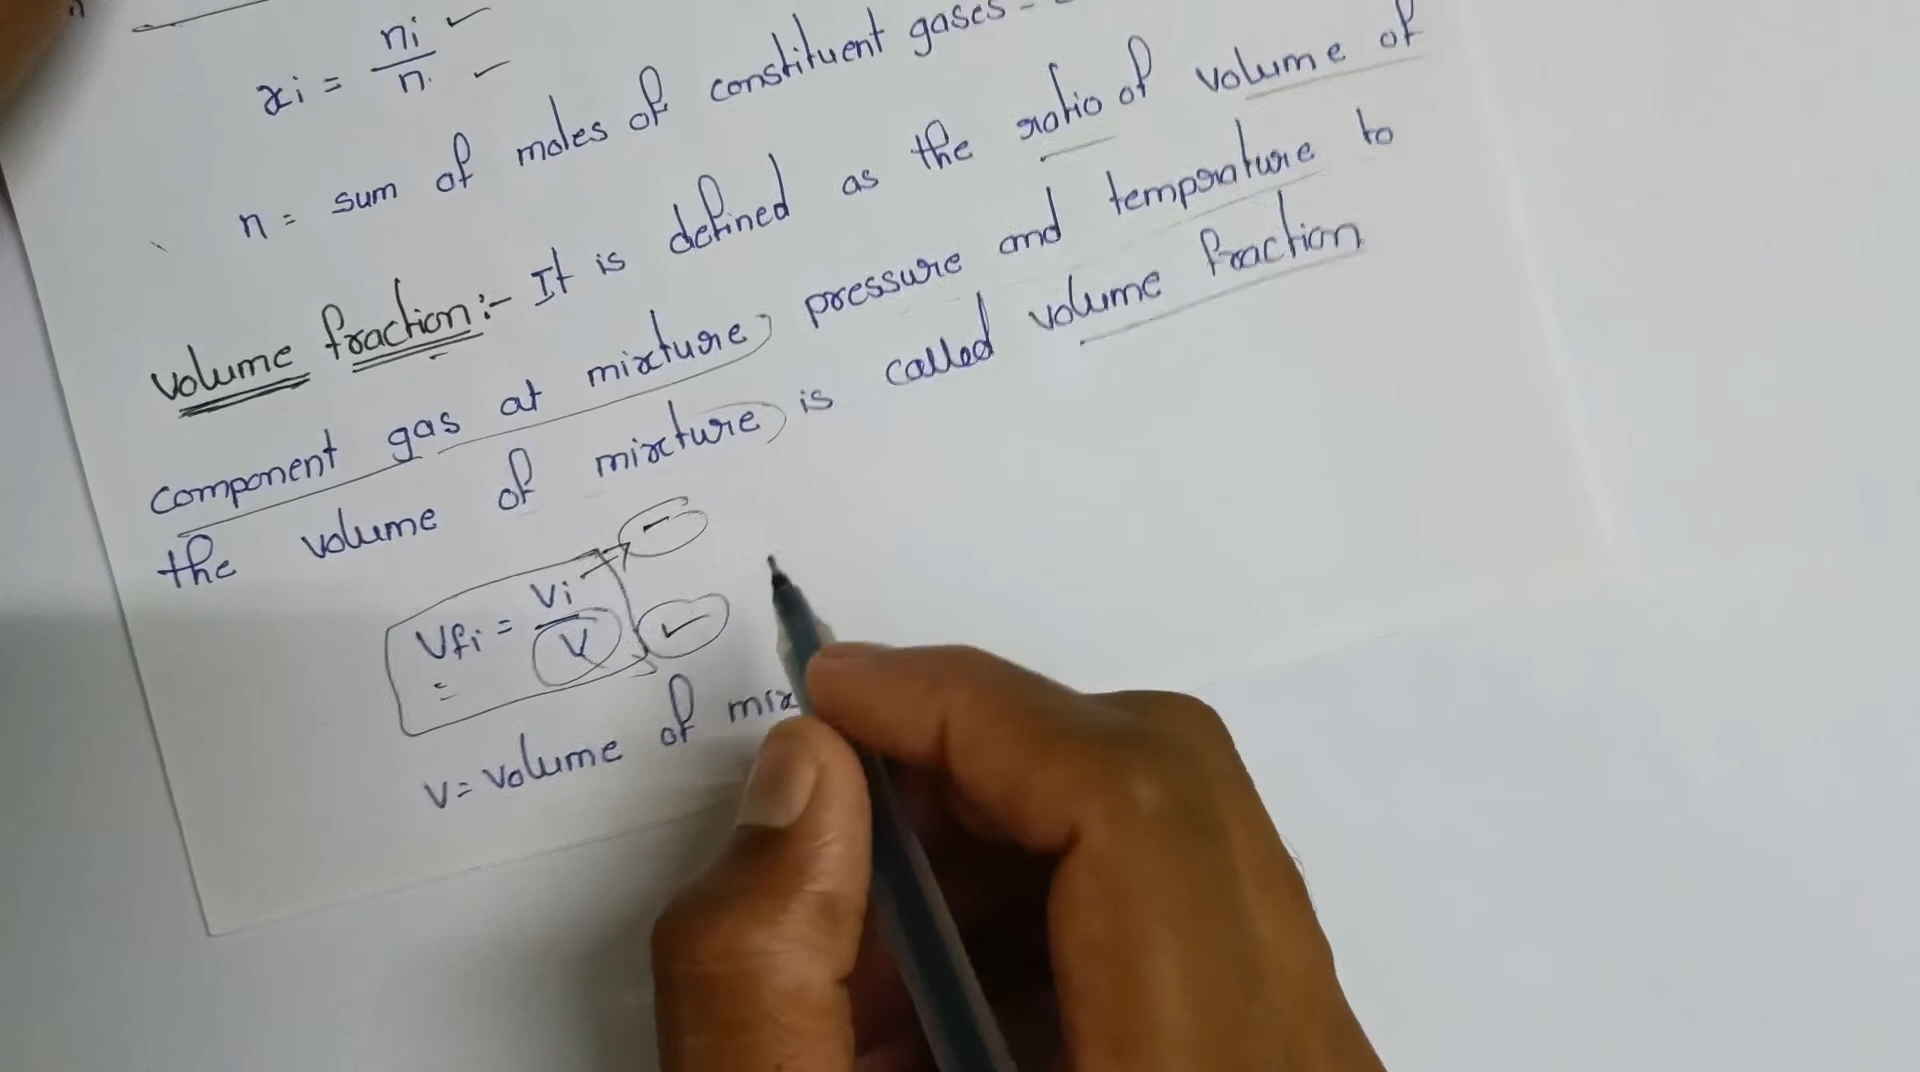 xi = ni/n
n = sum of moles of constituent gases -
volume fraction :- It is defined as the ratio of volume of
component gas at mixture pressure and temprature to
the volume of mixture is called volume fraction
Vfi = Vi/V
V = volume of mix